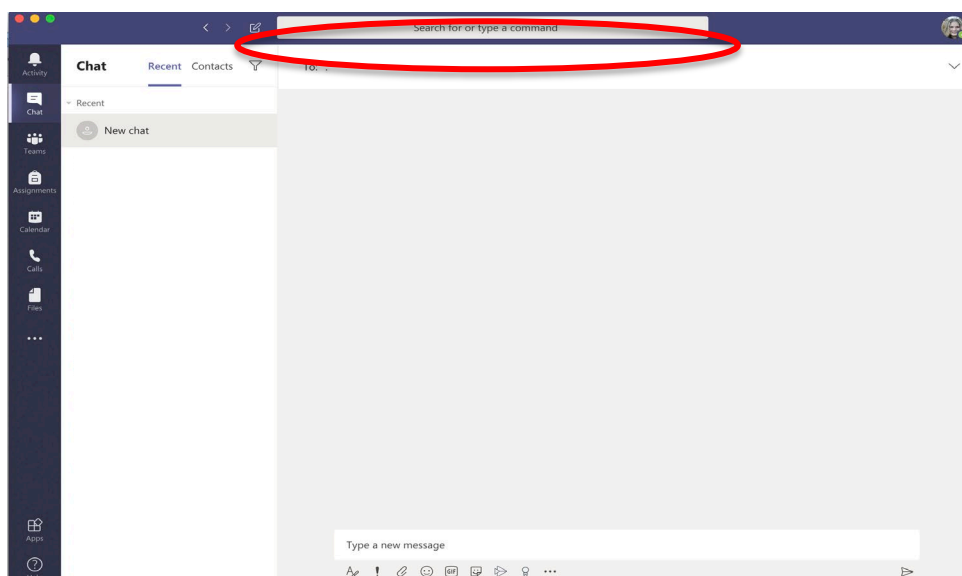 Search for or type a command
Activity
Chat
Teams
Assignments
Calendar
Calls
Files
Apps
Chat
Recent
Contacts
Recent
New chat
To:
Type a new message
GIF